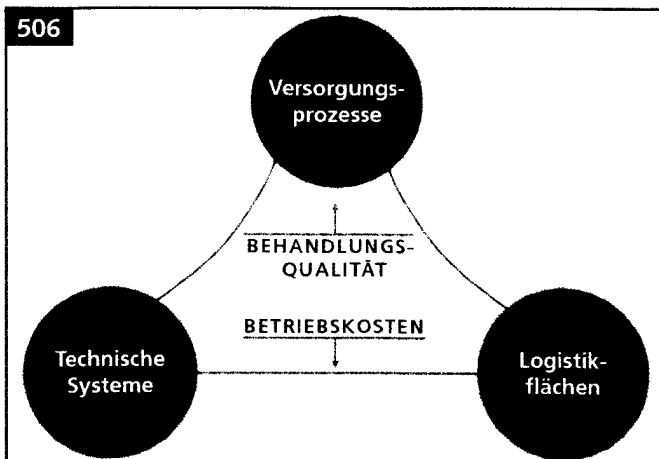 506
Versorgungs-
prozesse
BEHANDLUNGS-
QUALITÄT
BETRIEBSKOSTEN
Technische
Systeme
Logistik-
flächen